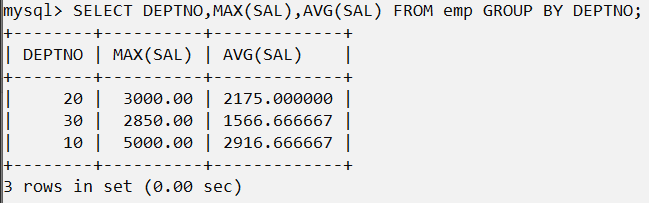 mysql> SELECT DEPTNO,MAX(SAL),AVG(SAL) FROM emp GROUP BY DEPTNO;
+--------+----------+-------------+
| DEPTNO | MAX(SAL) | AVG(SAL)    |
+--------+----------+-------------+
|     20 |  3000.00 | 2175.000000 |
|     30 |  2850.00 | 1566.666667 |
|     10 |  5000.00 | 2916.666667 |
+--------+----------+-------------+
3 rows in set (0.00 sec)